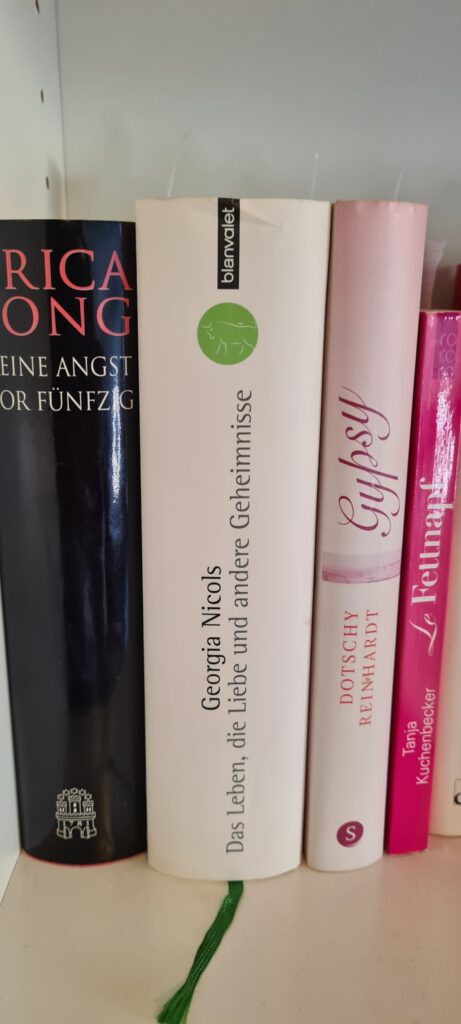 RICA
ONG
EINE ANGST
OR FÜNFZIG
blanvalet
Georgia Nicols
Das Leben, die Liebe und andere Geheimnisse
Gypsy
DOTSCHY
REINHARDT
S
Le Fettnapf
Tanja
Kuchenbecker